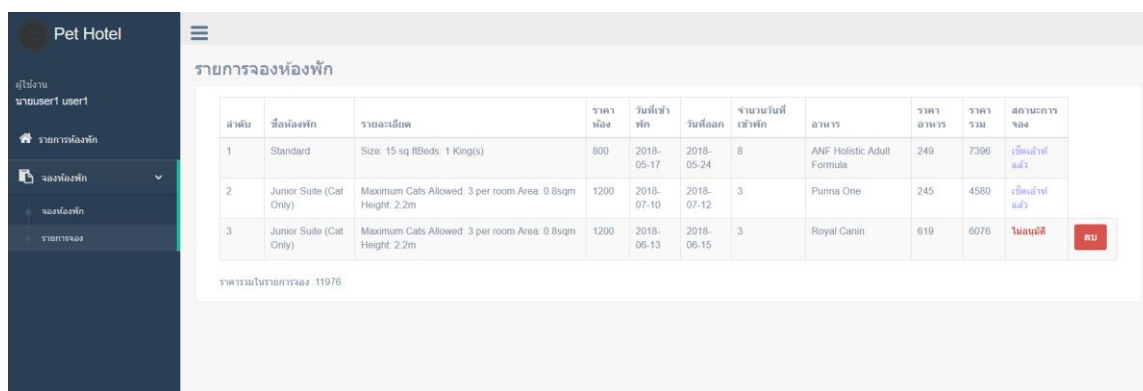 Pet Hotel
ผู้ใช้งาน
นายuser1 user1
รายการห้องพัก
จองห้องพัก
จองห้องพัก
รายการจอง
รายการจองห้องพัก
ลำดับ ชื่อห้องพัก รายละเอียด ราคาห้อง วันที่เข้าพัก วันที่ออก จำนวนวันที่เข้าพัก อาหาร ราคาอาหาร ราคารวม สถานะการจอง
1 Standard Size: 15 sq ftBeds: 1 King(s) 800 2018-05-17 2018-05-24 8 ANF Holistic Adult Formula 249 7396 เช็คเอ้าท์แล้ว
2 Junior Suite (Cat Only) Maximum Cats Allowed: 3 per room Area: 0.8sqm Height: 2.2m 1200 2018-07-10 2018-07-12 3 Purina One 245 4580 เช็คเอ้าท์แล้ว
3 Junior Suite (Cat Only) Maximum Cats Allowed: 3 per room Area: 0.8sqm Height: 2.2m 1200 2018-06-13 2018-06-15 3 Royal Canin 619 6076 ไม่อนุมัติ ลบ
ราคารวมในรายการจอง :11976